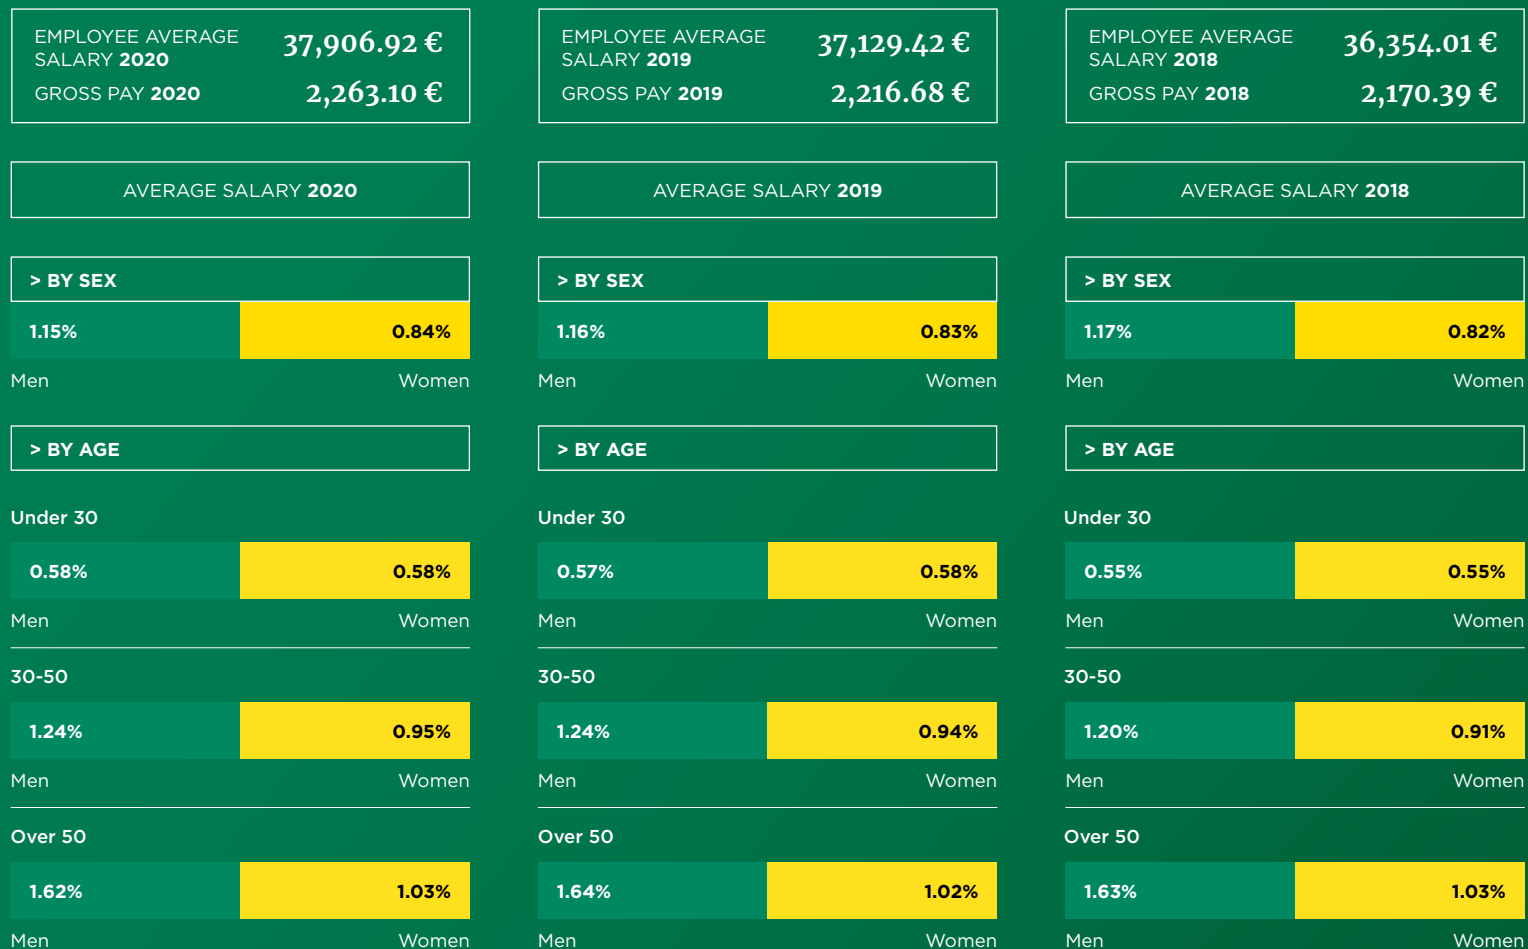 EMPLOYEE AVERAGE
SALARY 2020
37,906.92 €
GROSS PAY 2020
2,263.10 €
AVERAGE SALARY 2020
> BY SEX
1.15%
0.84%
Men
Women
> BY AGE
Under 30
0.58%
0.58%
Men
Women
30-50
1.24%
0.95%
Men
Women
Over 50
1.62%
1.03%
Men
Women
EMPLOYEE AVERAGE
SALARY 2019
37,129.42 €
GROSS PAY 2019
2,216.68 €
AVERAGE SALARY 2019
> BY SEX
1.16%
0.83%
Men
Women
> BY AGE
Under 30
0.57%
0.58%
Men
Women
30-50
1.24%
0.94%
Men
Women
Over 50
1.64%
1.02%
Men
Women
EMPLOYEE AVERAGE
SALARY 2018
36,354.01 €
GROSS PAY 2018
2,170.39 €
AVERAGE SALARY 2018
> BY SEX
1.17%
0.82%
Men
Women
> BY AGE
Under 30
0.55%
0.55%
Men
Women
30-50
1.20%
0.91%
Men
Women
Over 50
1.63%
1.03%
Men
Women